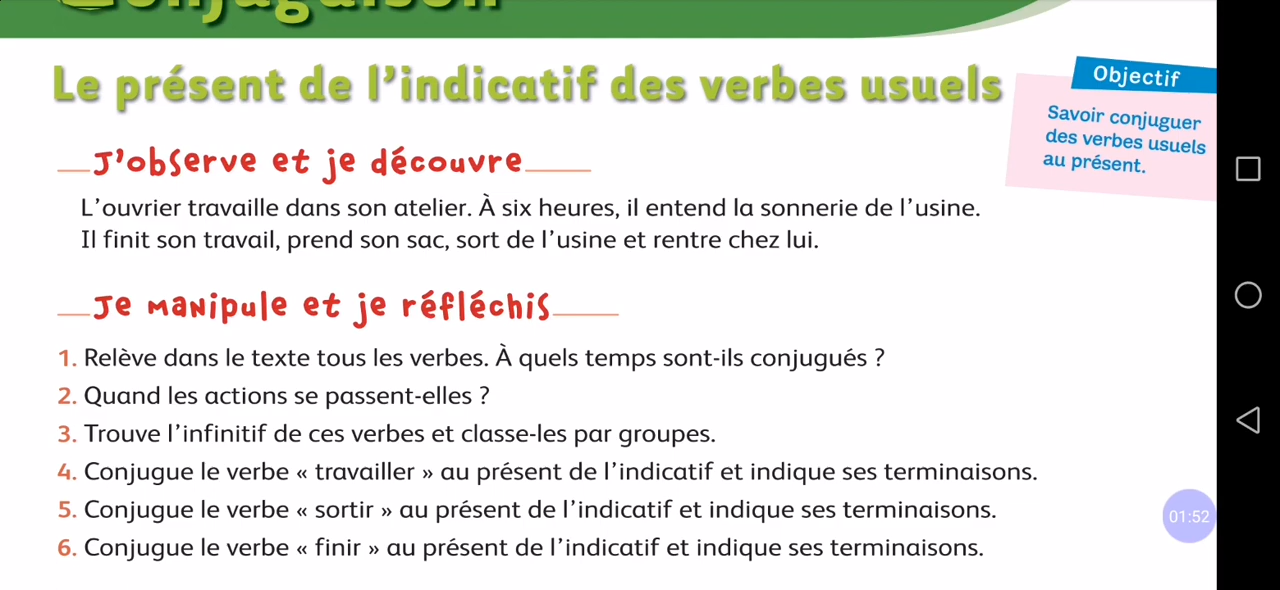 Conjugaison
Le présent de l'indicatif des verbes usuels
Objectif
Savoir conjuguer
des verbes usuels
au présent.
J'observe et je découvre
L'ouvrier travaille dans son atelier. À six heures, il entend la sonnerie de l'usine.
Il finit son travail, prend son sac, sort de l'usine et rentre chez lui.
Je manipule et je réfléchis
1. Relève dans le texte tous les verbes. À quels temps sont-ils conjugués ?
2. Quand les actions se passent-elles ?
3. Trouve l'infinitif de ces verbes et classe-les par groupes.
4. Conjugue le verbe « travailler » au présent de l'indicatif et indique ses terminaisons.
5. Conjugue le verbe « sortir » au présent de l'indicatif et indique ses terminaisons.
6. Conjugue le verbe « finir » au présent de l'indicatif et indique ses terminaisons.
01:52